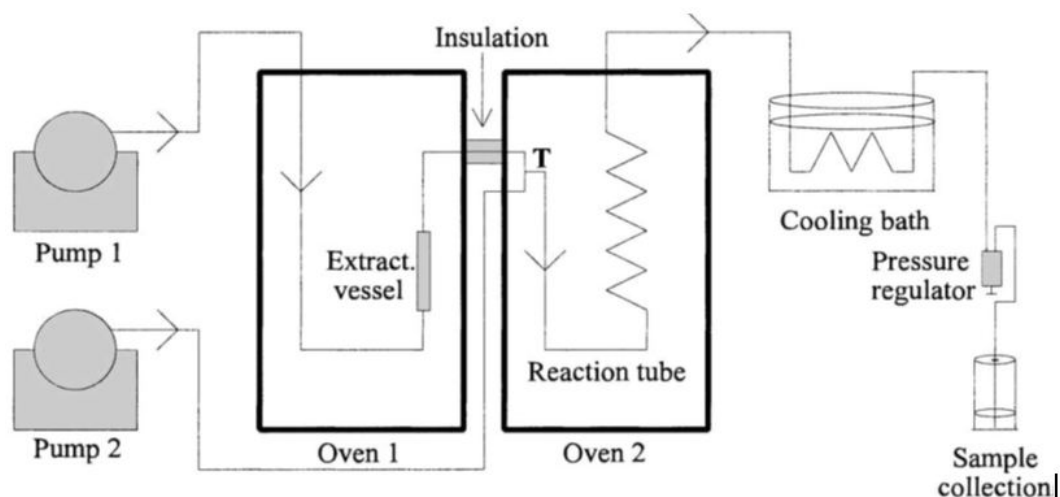 Insulation
T
Pump 1
Extract.
vessel
Cooling bath
Pressure
regulator
Reaction tube
Pump 2
Oven 1
Oven 2
Sample
collection